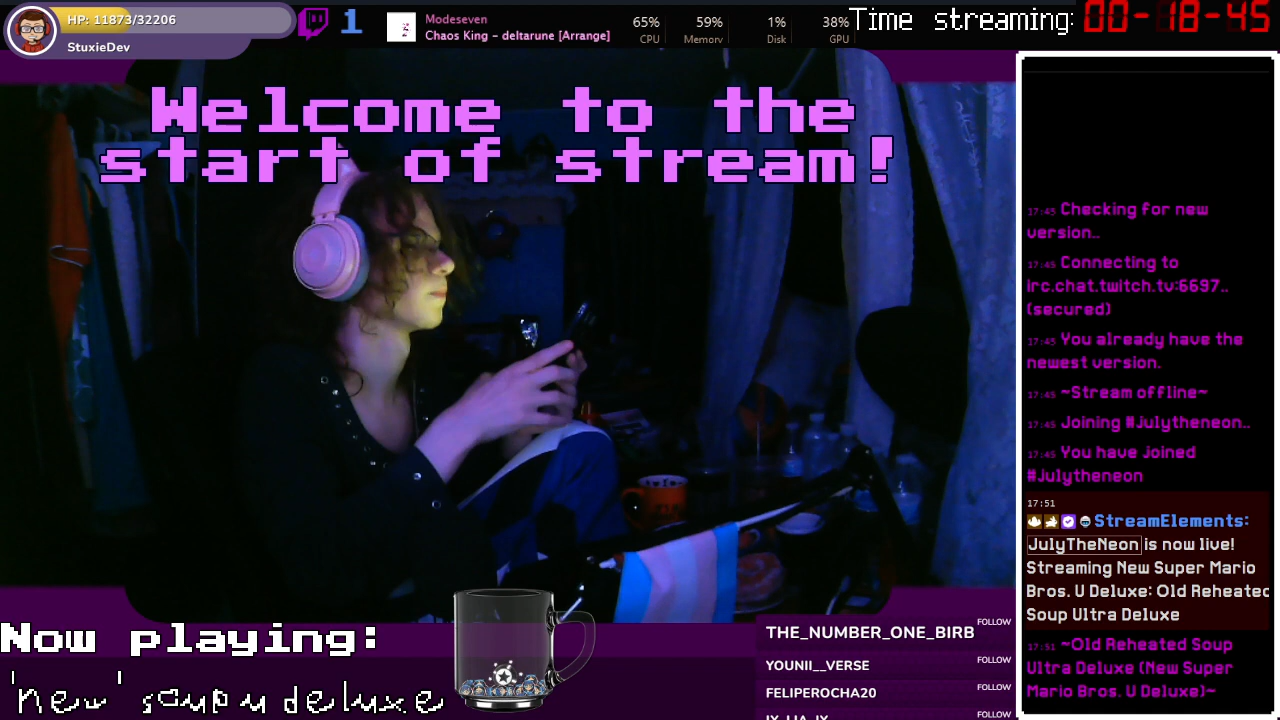 HP: 11873/32206
StuxieDev
1
Modeseven
Chaos King - deltarune [Arrange]
65%
CPU
59%
Memory
1%
Disk
38%
GPU
Time streaming:
00-18-45
Welcome to the
start of stream!
17:45 Checking for new
version..
17:45 Connecting to
irc.chat.twitch.tv:6697..
(secured)
17:45 You already have the
newest version.
17:45 ~Stream offline~
17:45 Joining #Julytheneon..
17:45 You have Joined
#Julytheneon
17:51
StreamElements:
JulyTheNeon is now live!
Streaming New Super Mario
Bros. U Deluxe: Old Reheated
Soup Ultra Deluxe
17:51 ~Old Reheated Soup
Ultra Deluxe (New Super
Mario Bros. U Deluxe)~
Now playing:
'new' soup u deluxe
THE_NUMBER_ONE_BIRB FOLLOW
YOUNII__VERSE FOLLOW
FELIPEROCHA20 FOLLOW
FOLLOW